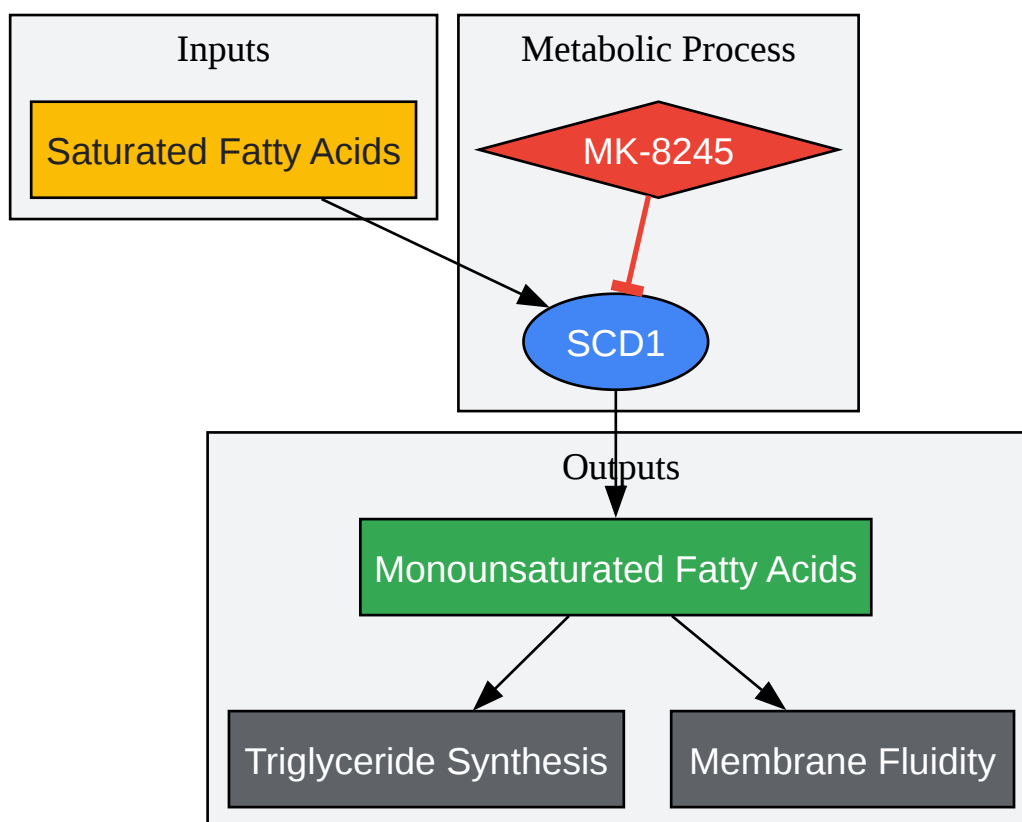 Inputs
Metabolic Process
Saturated Fatty Acids
MK-8245
SCD1
Outputs
Monounsaturated Fatty Acids
Triglyceride Synthesis
Membrane Fluidity